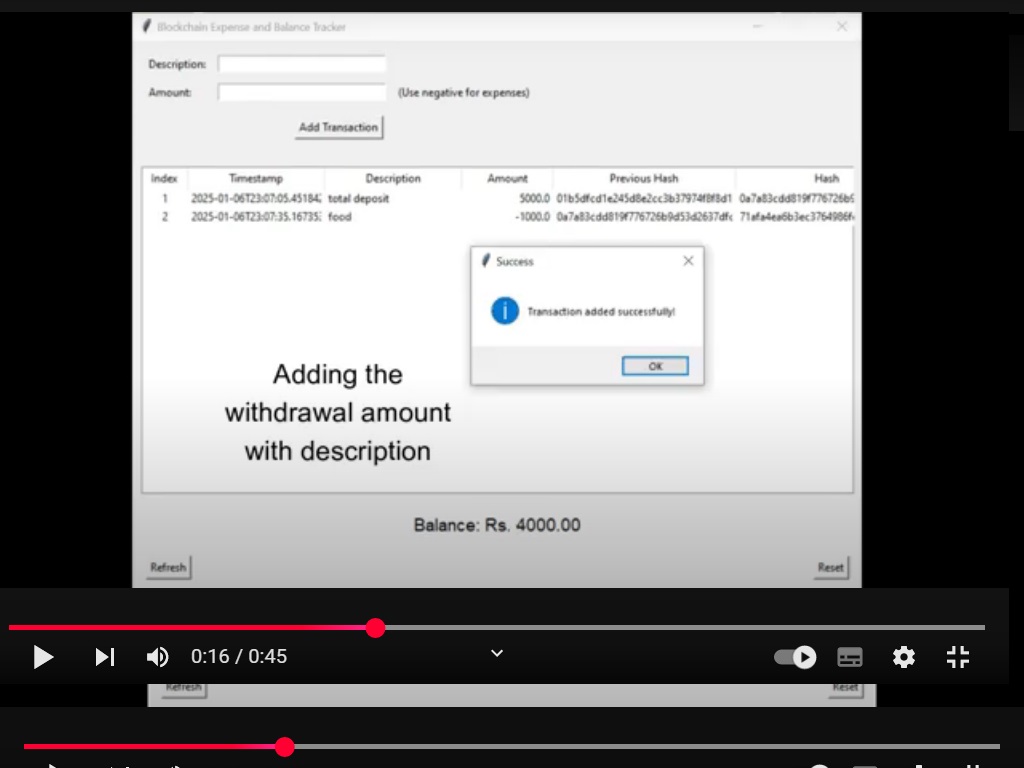 Blockchain Expense and Balance Tracker
Description:
Amount: (Use negative for expenses)
Add Transaction
Index Timestamp Description Amount Previous Hash Hash
1 2025-01-06T23:07:05.45184 total deposit 5000.0 01b5dfcd1e245d8e2cc3b37974f8f8d1 0a7a83cdd819f776726b9
2 2025-01-06T23:07:35.16735 food -1000.0 0a7a83cdd819f776726b9d53d2637dfc 71afa4ea6b3ec3764986f
Success
Transaction added successfully!
OK
Adding the
withdrawal amount
with description
Balance: Rs. 4000.00
Refresh Reset
0:16 / 0:45
Refresh Reset